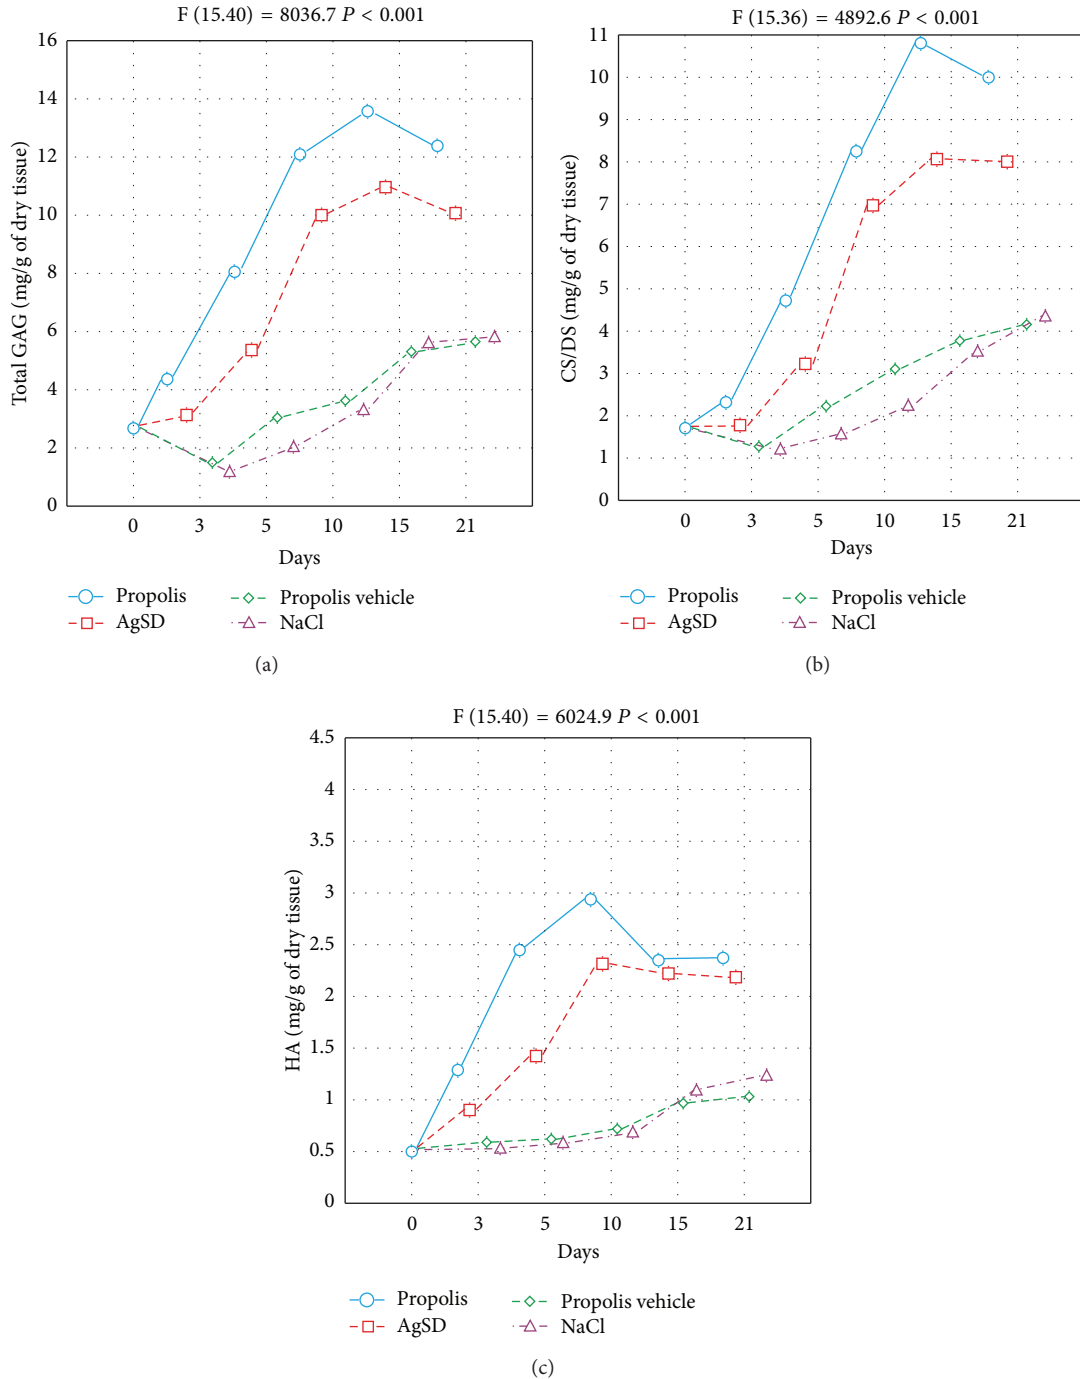 F (15.40) = 8036.7 P < 0.001
16
14
12
10
8
6
4
2
0
Total GAG (mg/g of dry tissue)
0 3 5 10 15 21
Days
Propolis
AgSD
Propolis vehicle
NaCl
(a)
F (15.36) = 4892.6 P < 0.001
11
10
9
8
7
6
5
4
3
2
1
0
CS/DS (mg/g of dry tissue)
0 3 5 10 15 21
Days
Propolis
AgSD
Propolis vehicle
NaCl
(b)
F (15.40) = 6024.9 P < 0.001
4.5
4
3.5
3
2.5
2
1.5
1
0.5
0
HA (mg/g of dry tissue)
0 3 5 10 15 21
Days
Propolis
AgSD
Propolis vehicle
NaCl
(c)